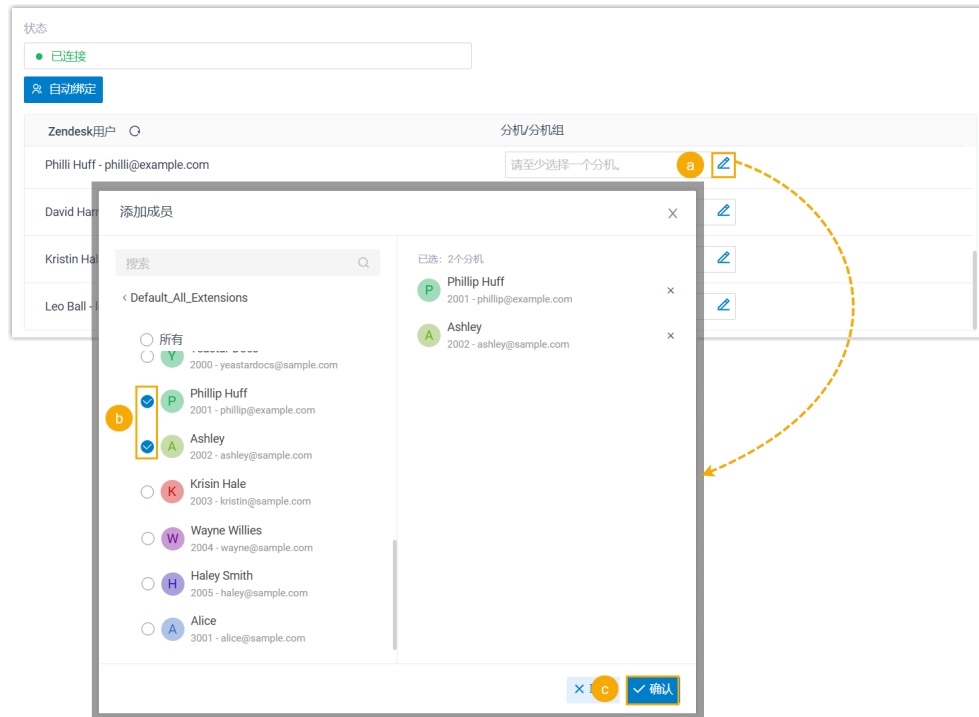 状态
已连接
自动绑定
Zendesk用户 分机/分机组
Philli Huff - philli@example.com 请至少选择一个分机。 a
David Har
Kristin Hal
Leo Ball -
添加成员
搜索
Default_All_Extensions
所有
Y
2000 - yeastardocs@sample.com
P Phillip Huff
2001 - phillip@example.com
b
A Ashley
2002 - ashley@sample.com
K Krisin Hale
2003 - kristin@sample.com
W Wayne Willies
2004 - wayne@sample.com
H Haley Smith
2005 - haley@sample.com
A Alice
3001 - alice@sample.com
已选：2个分机
P Phillip Huff
2001 - phillip@example.com
A Ashley
2002 - ashley@sample.com
c 确认